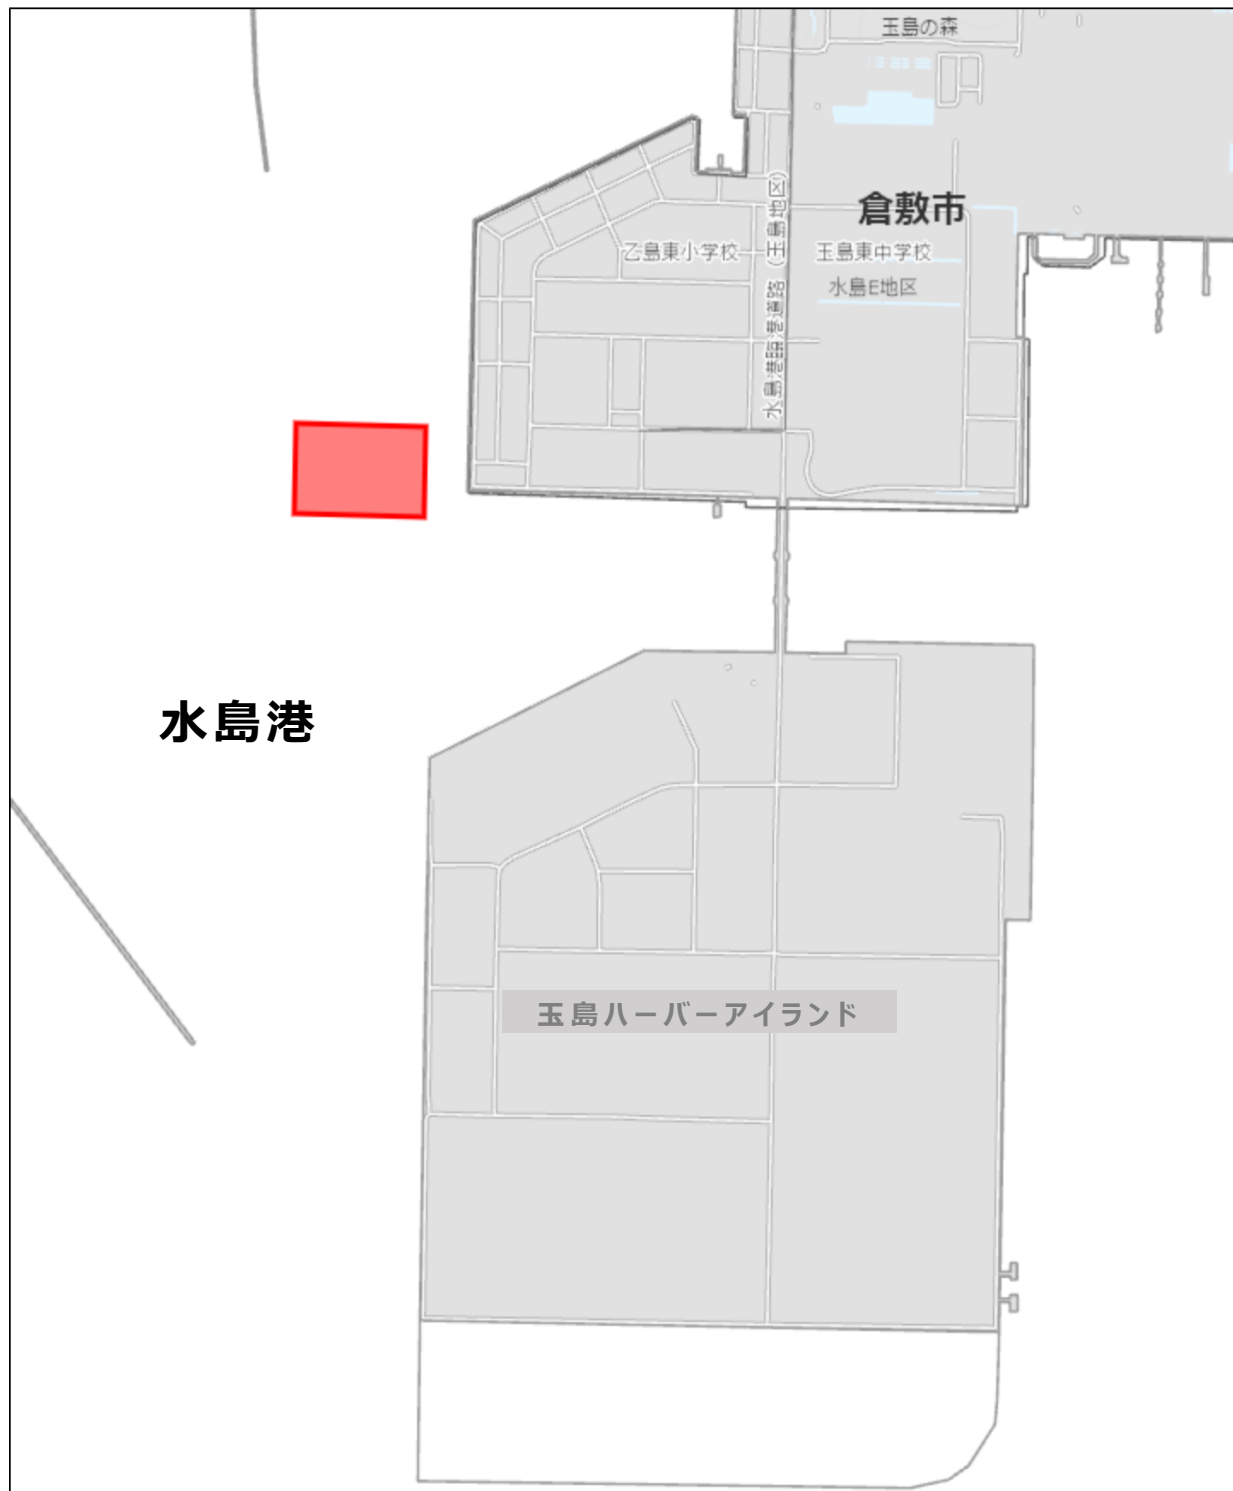 玉島の森
倉敷市
乙島東小学校
玉島東中学校
水島E地区
水島港臨港道路（玉島地区）
水島港
玉島ハーバーアイランド